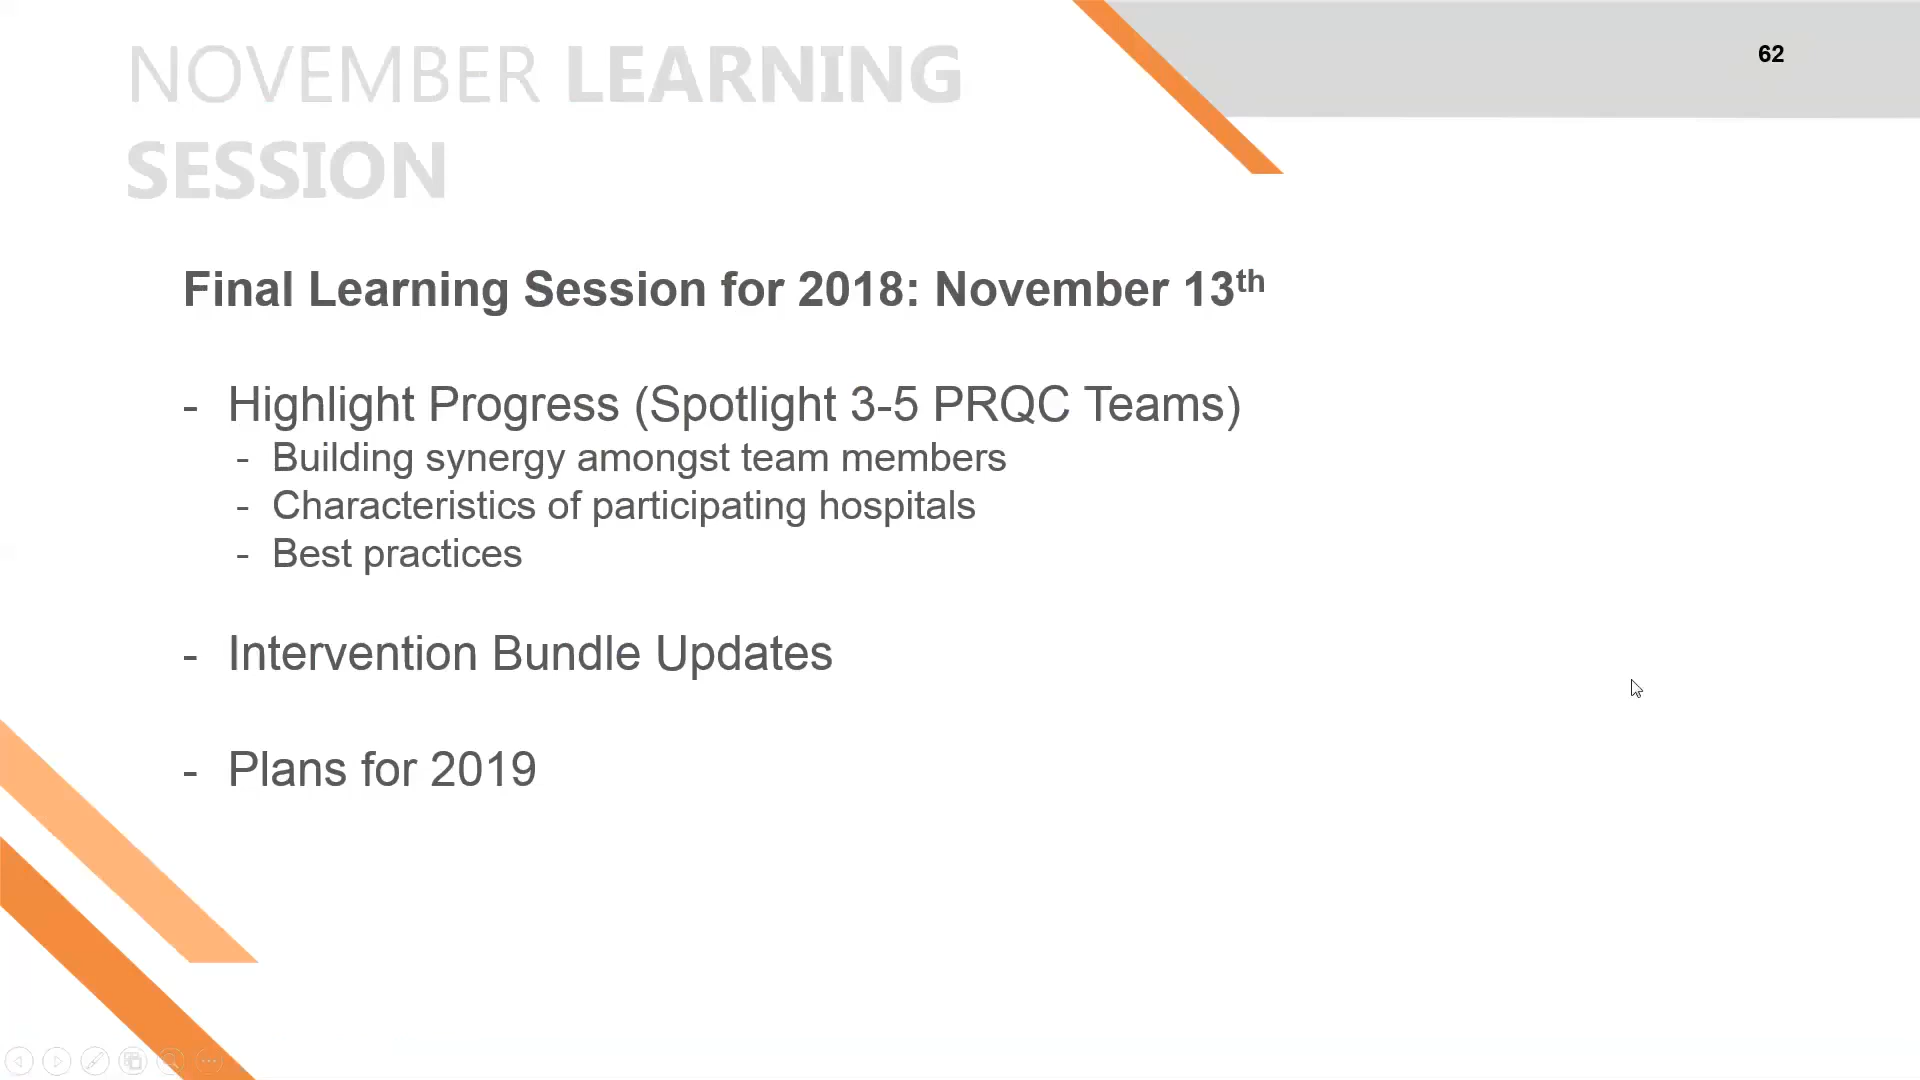 62
NOVEMBER LEARNING
SESSION
Final Learning Session for 2018: November 13th
- Highlight Progress (Spotlight 3-5 PRQC Teams)
- Building synergy amongst team members
- Characteristics of participating hospitals
- Best practices
- Intervention Bundle Updates
- Plans for 2019